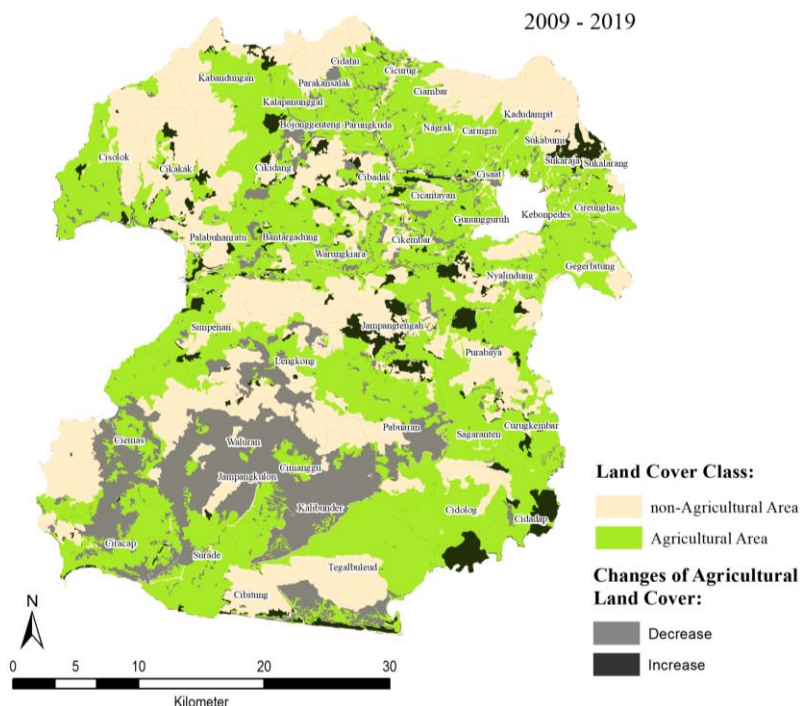 2009 - 2019
Cidahu
Cicurug
Kabandungan
Parakansalak
Ciambar
Kalapanunggal
Kadudampit
Bojonggenteng
Parungkuda
Nagrak
Caringin
Sukabumi
Cisolok
Sukaraja
Sukalarang
Cikakak
Cikidang
Cibadak
Cisaat
Cicantayan
Gunungguruh
Kebonpedes
Cireunghas
Palabuhanratu
Bantargadung
Cikembar
Warungkiara
Gegerbitung
Nyalindung
Simpenan
Jampangtengah
Purabaya
Lengkong
Ciemas
Waluran
Pabuaran
Sagaranten
Curugkembar
Cimanggu
Jampangkulon
Kalibunder
Cidolog
Cidadap
Ciracap
Surade
Tegalbuleud
Cibitung
Land Cover Class:
non-Agricultural Area
Agricultural Area
Changes of Agricultural
Land Cover:
Decrease
Increase
N
0 5 10 20 30
Kilometer